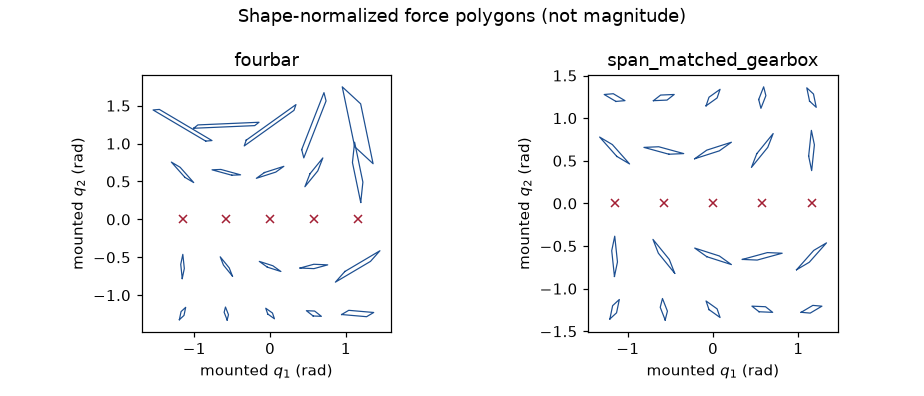 Shape-normalized force polygons (not magnitude)
fourbar
1.5
1.0
0.5
0.0
−0.5
−1.0
−1
0
1
mounted q₂ (rad)
mounted q₁ (rad)
span_matched_gearbox
1.5
1.0
0.5
0.0
−0.5
−1.0
−1.5
−1
0
1
mounted q₂ (rad)
mounted q₁ (rad)